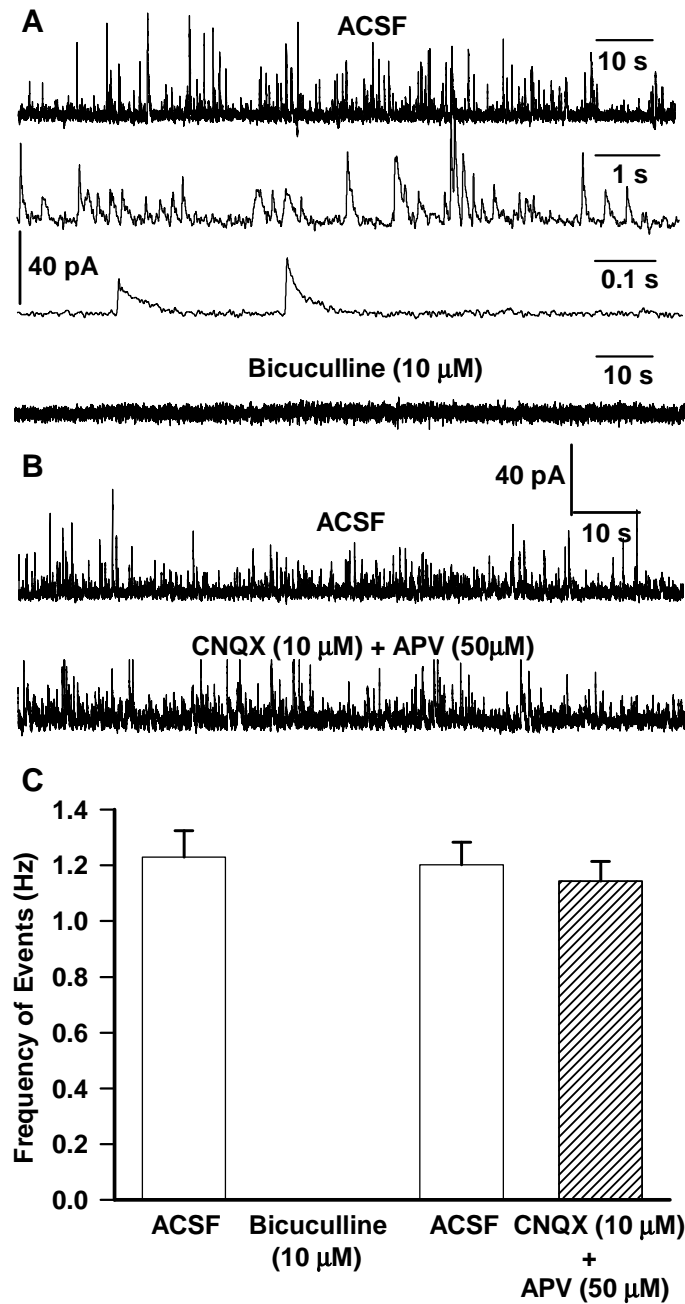 A
ACSF
10 s
1 s
40 pA
0.1 s
Bicuculline (10 μM)
10 s
B
40 pA
ACSF
10 s
CNQX (10 μM) + APV (50μM)
C
Frequency of Events (Hz)
1.4
1.2
1.0
0.8
0.6
0.4
0.2
0.0
ACSF
Bicuculline
(10 μM)
ACSF
CNQX (10 μM)
+
APV (50 μM)